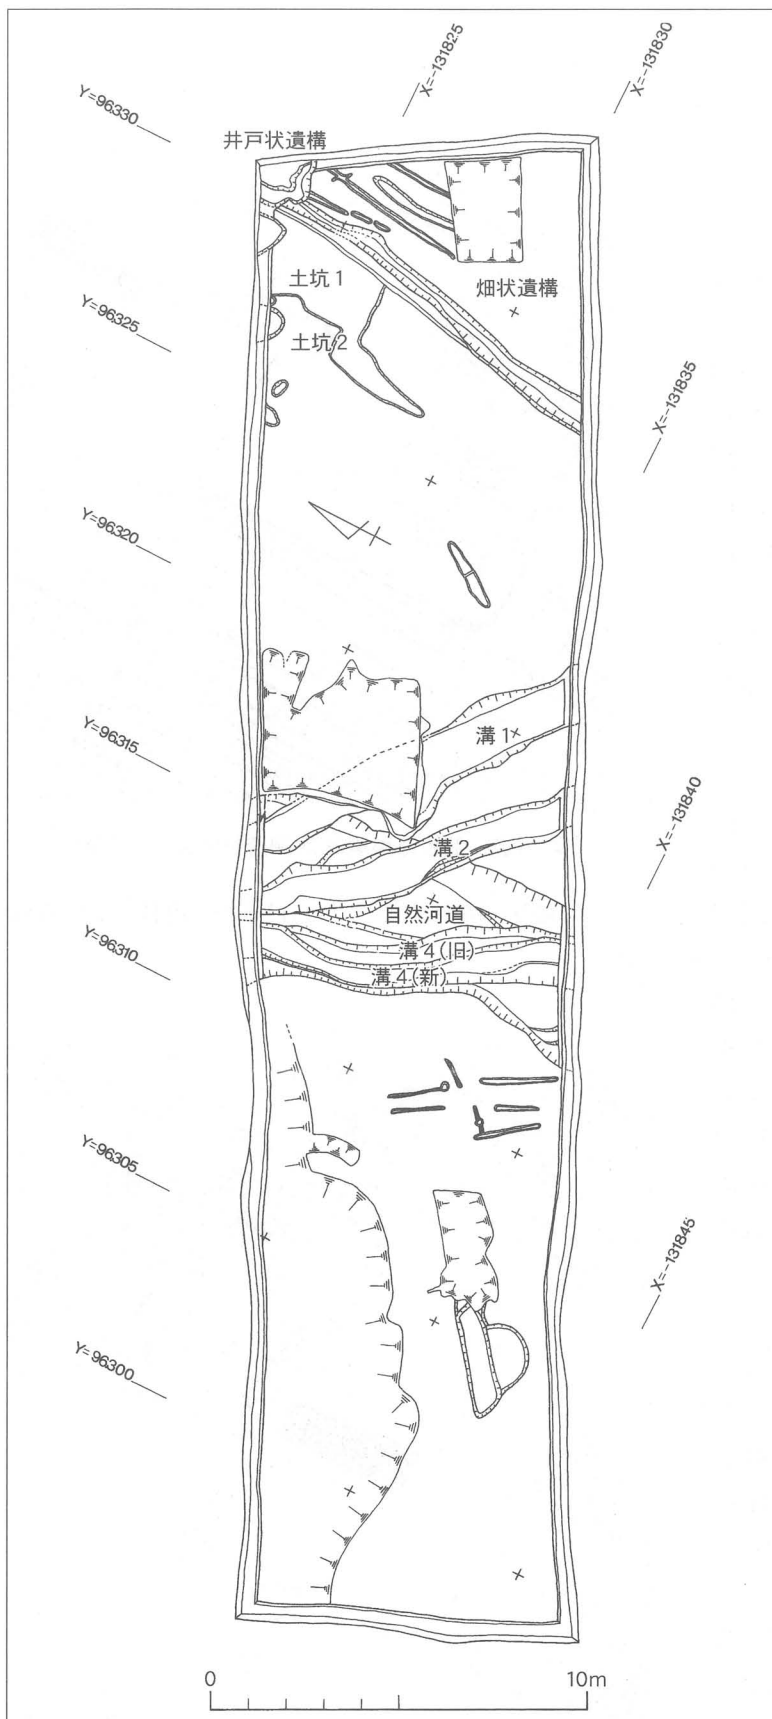 X=-131825
X=-131830
Y=96330
井戸状遺構
土坑1
畑状遺構
Y=96325
土坑2
X=-131835
Y=96320
溝1
Y=96315
X=-131840
溝2
自然河道
Y=96310
溝4(旧)
溝4(新)
Y=96305
X=-131845
Y=96300
0 10m